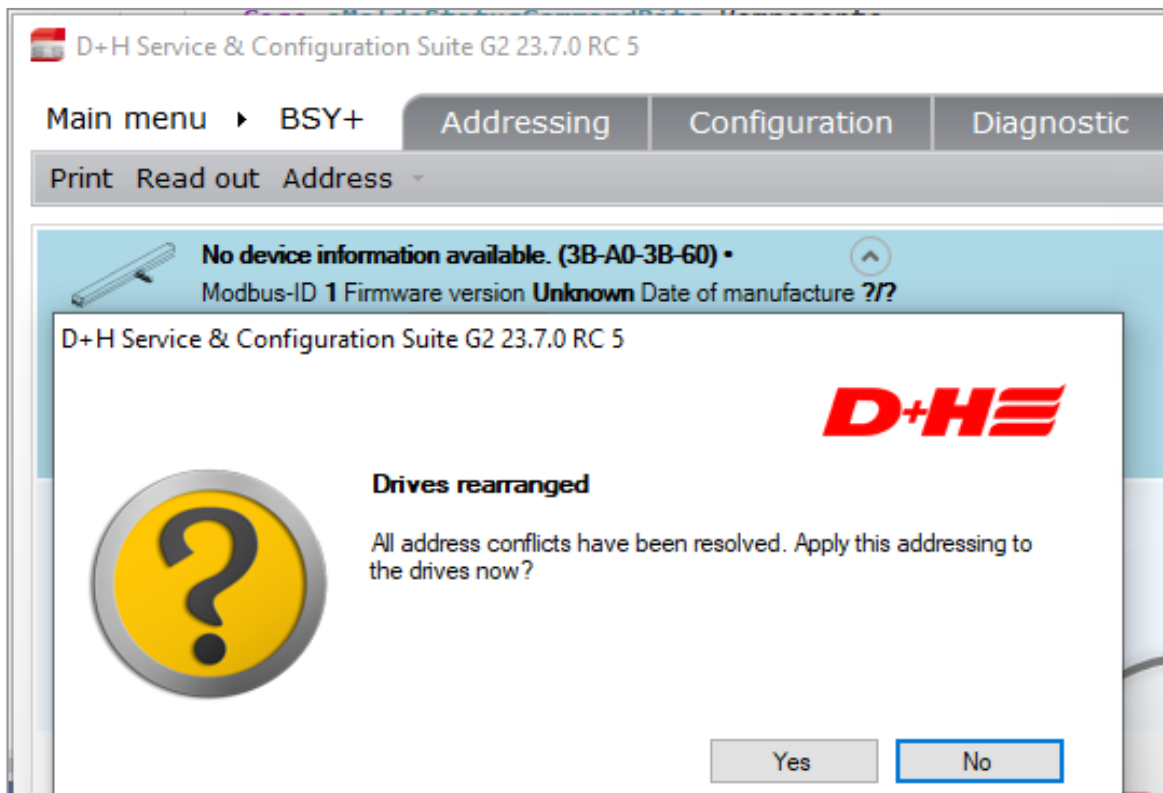 D+H Service & Configuration Suite G2 23.7.0 RC 5
Main menu BSY+ Addressing Configuration Diagnostic
Print Read out Address
No device information available. (3B-A0-3B-60) •
Modbus-ID 1 Firmware version Unknown Date of manufacture ?/?
D+H Service & Configuration Suite G2 23.7.0 RC 5
D+H
Drives rearranged
All address conflicts have been resolved. Apply this addressing to
the drives now?
Yes No